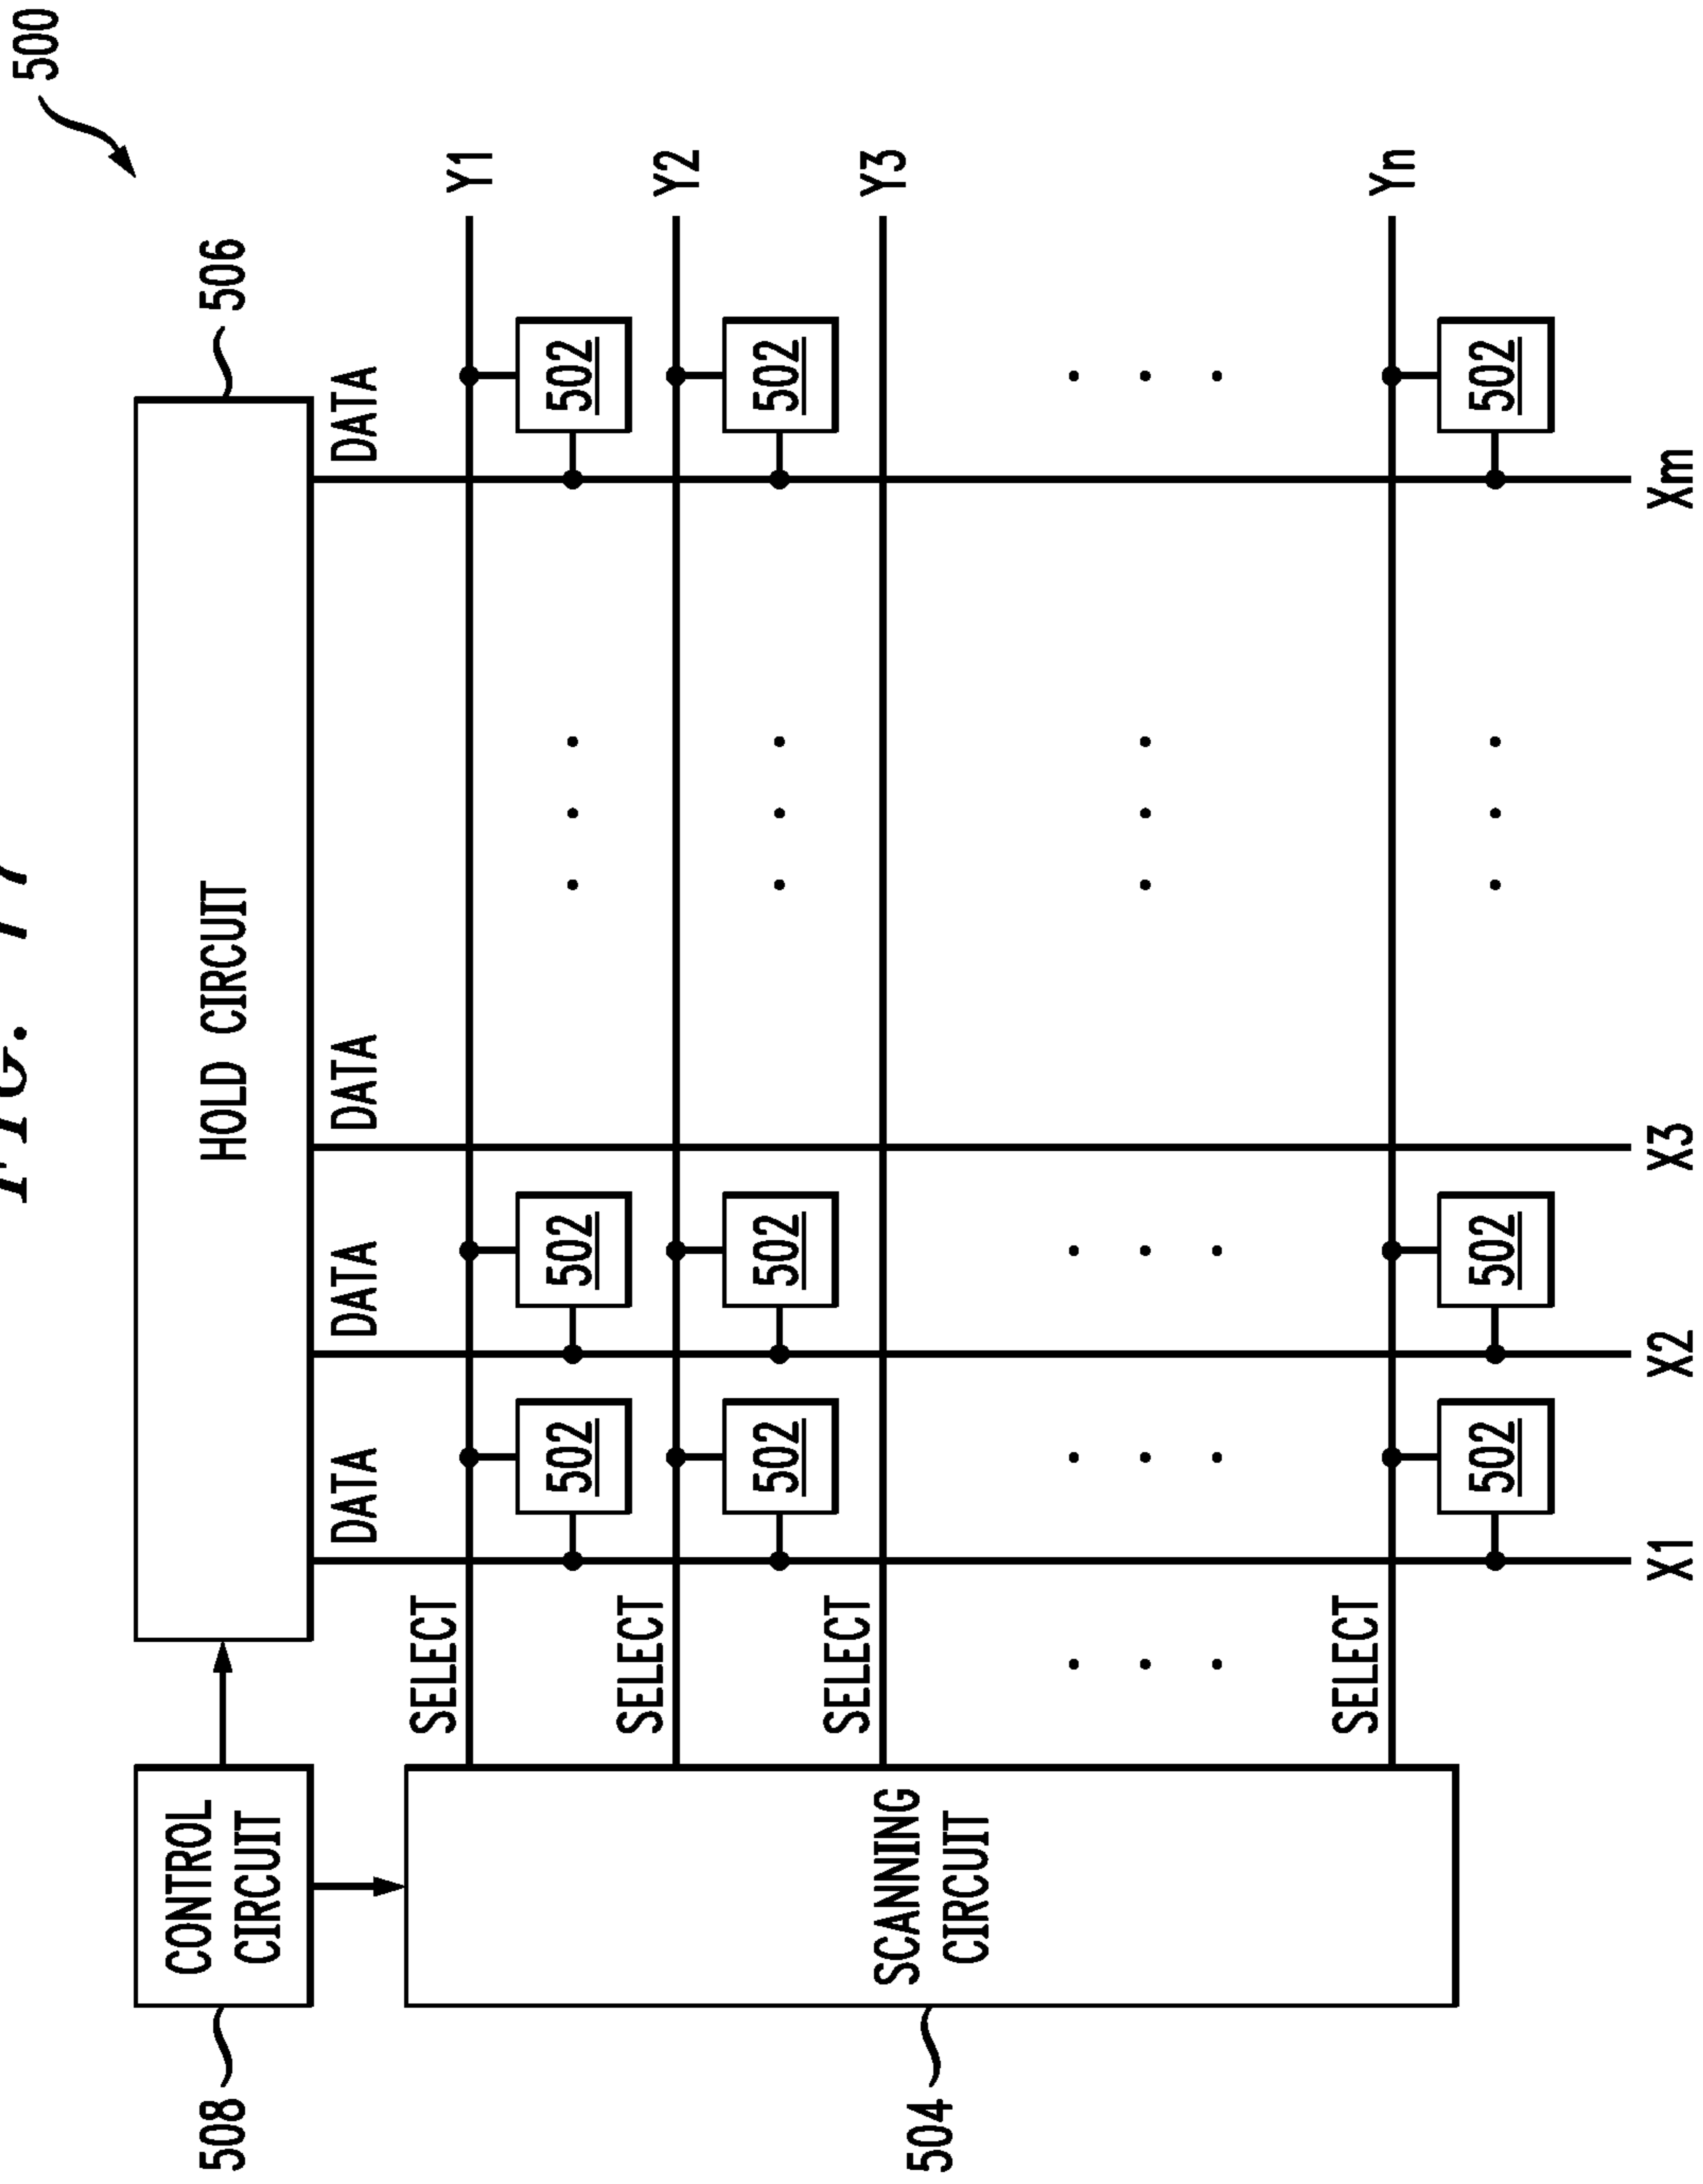 FIG.
500
CONTROL
CIRCUIT
508
HOLD CIRCUIT
506
DATA
DATA
DATA
DATA
SELECT
Y1
502
502
502
SELECT
Y2
502
502
502
SELECT
Y3
SCANNING
CIRCUIT
504
SELECT
Yn
502
502
502
X1
X2
X3
Xm